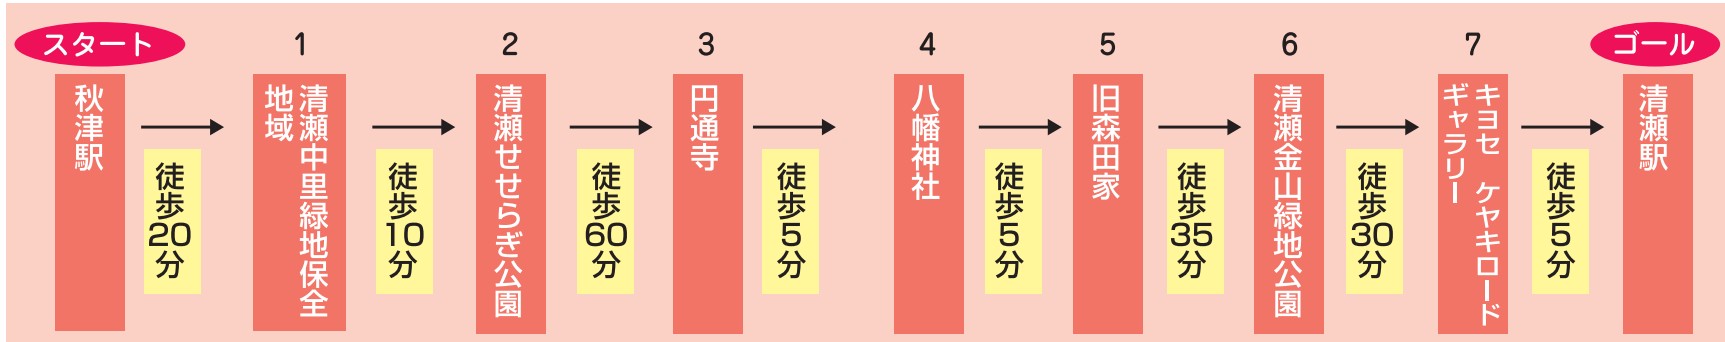 スタート
秋津駅
徒歩20分
1
清瀬中里緑地保全
地域
徒歩10分
2
清瀬せせらぎ公園
徒歩60分
3
円通寺
徒歩5分
4
八幡神社
徒歩5分
5
旧森田家
徒歩35分
6
清瀬金山緑地公園
徒歩30分
7
キヨセ ケヤキロード
ギャラリー
徒歩5分
ゴール
清瀬駅